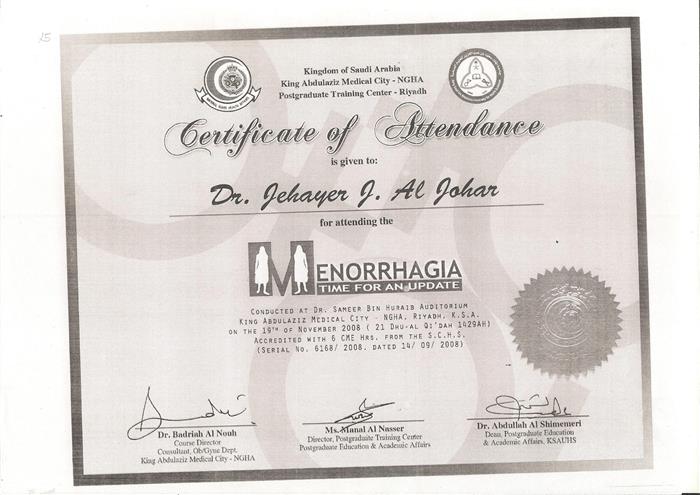 25
Kingdom of Saudi Arabia
King Abdulaziz Medical City - NGHA
Postgraduate Training Center - Riyadh
Certificate of Attendance
is given to:
Dr. Jehayer J. Al Johar
for attending the
MENORRHAGIA
TIME FOR AN UPDATE
CONDUCTED AT DR. SAMEER BIN HURAIB AUDITORIUM
KING ABDULAZIZ MEDICAL CITY - NGHA, RIYADH, K.S.A.
ON THE 19TH OF NOVEMBER 2008 ( 21 DHU-AL QI'DAH 1429AH)
ACCREDITED WITH 6 CME HRS. FROM THE S.C.H.S.
(SERIAL NO. 6168/ 2008, DATED 14/ 09/ 2008)
Dr. Badriah Al Nouh
Course Director
Consultant, Ob/Gyne Dept.
King Abdulaziz Medical City - NGHA
Ms. Manal Al Nasser
Director, Postgraduate Training Center
Postgraduate Education & Academic Affairs
Dr. Abdullah Al Shimemeri
Dean, Postgraduate Education
& Academic Affairs, KSAUHS